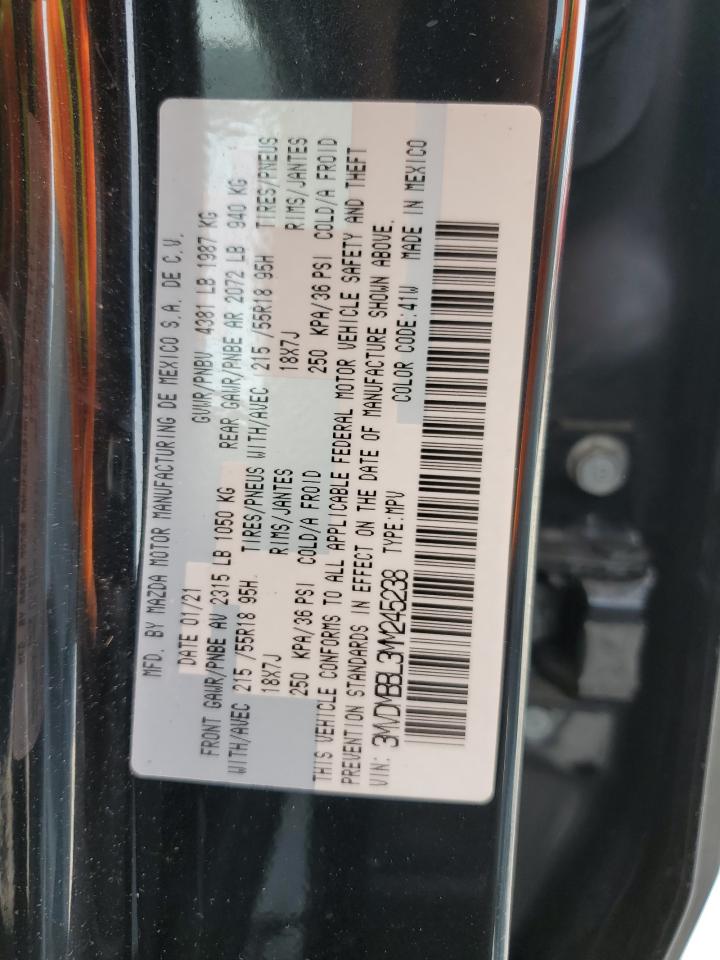 MFD. BY MAZDA MOTOR MANUFACTURING DE MEXICO S.A. DE C.V.
DATE 01/21 GVWR/PNBV 4381 LB 1987 KG
FRONT GAWR/PNBE AV 2315 LB 1050 KG REAR GAWR/PNBE AR 2072 LB 940 KG
WITH/AVEC 215 /55R18 95H. TIRES/PNEUS WITH/AVEC 215 /55R18 95H TIRES/PNEUS
18X7J RIMS/JANTES 18X7J RIMS/JANTES
250 KPA/36 PSI COLD/A FROID 250 KPA/36 PSI COLD/A FROID
THIS VEHICLE CONFORMS TO ALL APPLICABLE FEDERAL MOTOR VEHICLE SAFETY AND THEFT
PREVENTION STANDARDS IN EFFECT ON THE DATE OF MANUFACTURE SHOWN ABOVE.
VIN: 3MVDMBBL3MM245238 TYPE:MPV COLOR CODE:41W MADE IN MEXICO